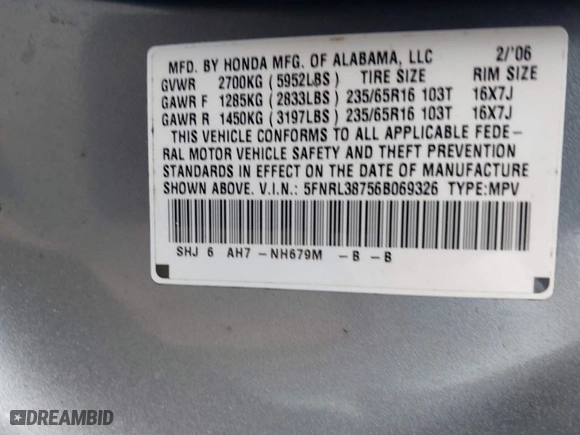 MFD. BY HONDA MFG. OF ALABAMA, LLC 2/'06
GVWR 2700KG (5952LBS) TIRE SIZE RIM SIZE
GAWR F 1285KG (2833LBS) 235/65R16 103T 16X7J
GAWR R 1450KG (3197LBS) 235/65R16 103T 16X7J
THIS VEHICLE CONFORMS TO ALL APPLICABLE FEDE-
RAL MOTOR VEHICLE SAFETY AND THEFT PREVENTION
STANDARDS IN EFFECT ON THE DATE OF MANUFACTURE
SHOWN ABOVE. V.I.N.: 5FNRL38756B069326 TYPE:MPV
SHJ 6 AH7 -NH679M -B -B
DREAMBID